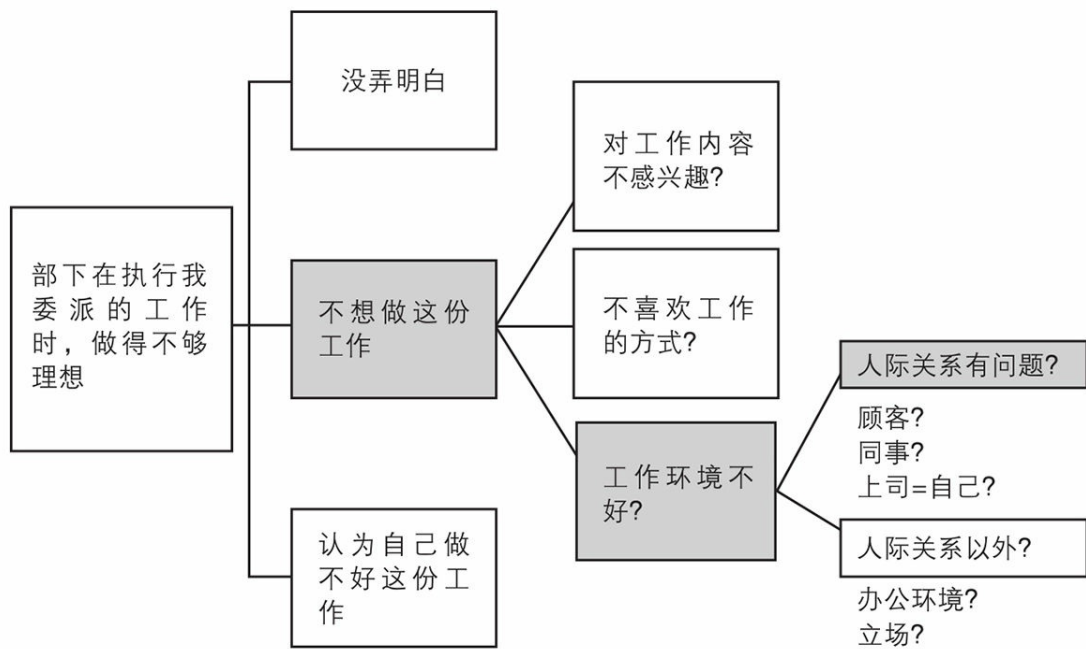 没弄明白
对工作内容
不感兴趣?
部下在执行我
委派的工作
时，做得不够
理想
不想做这份
工作
不喜欢工作
的方式?
人际关系有问题?
顾客?
同事?
上司=自己?
工作环境不
好?
认为自己做
不好这份工
作
人际关系以外?
办公环境?
立场?